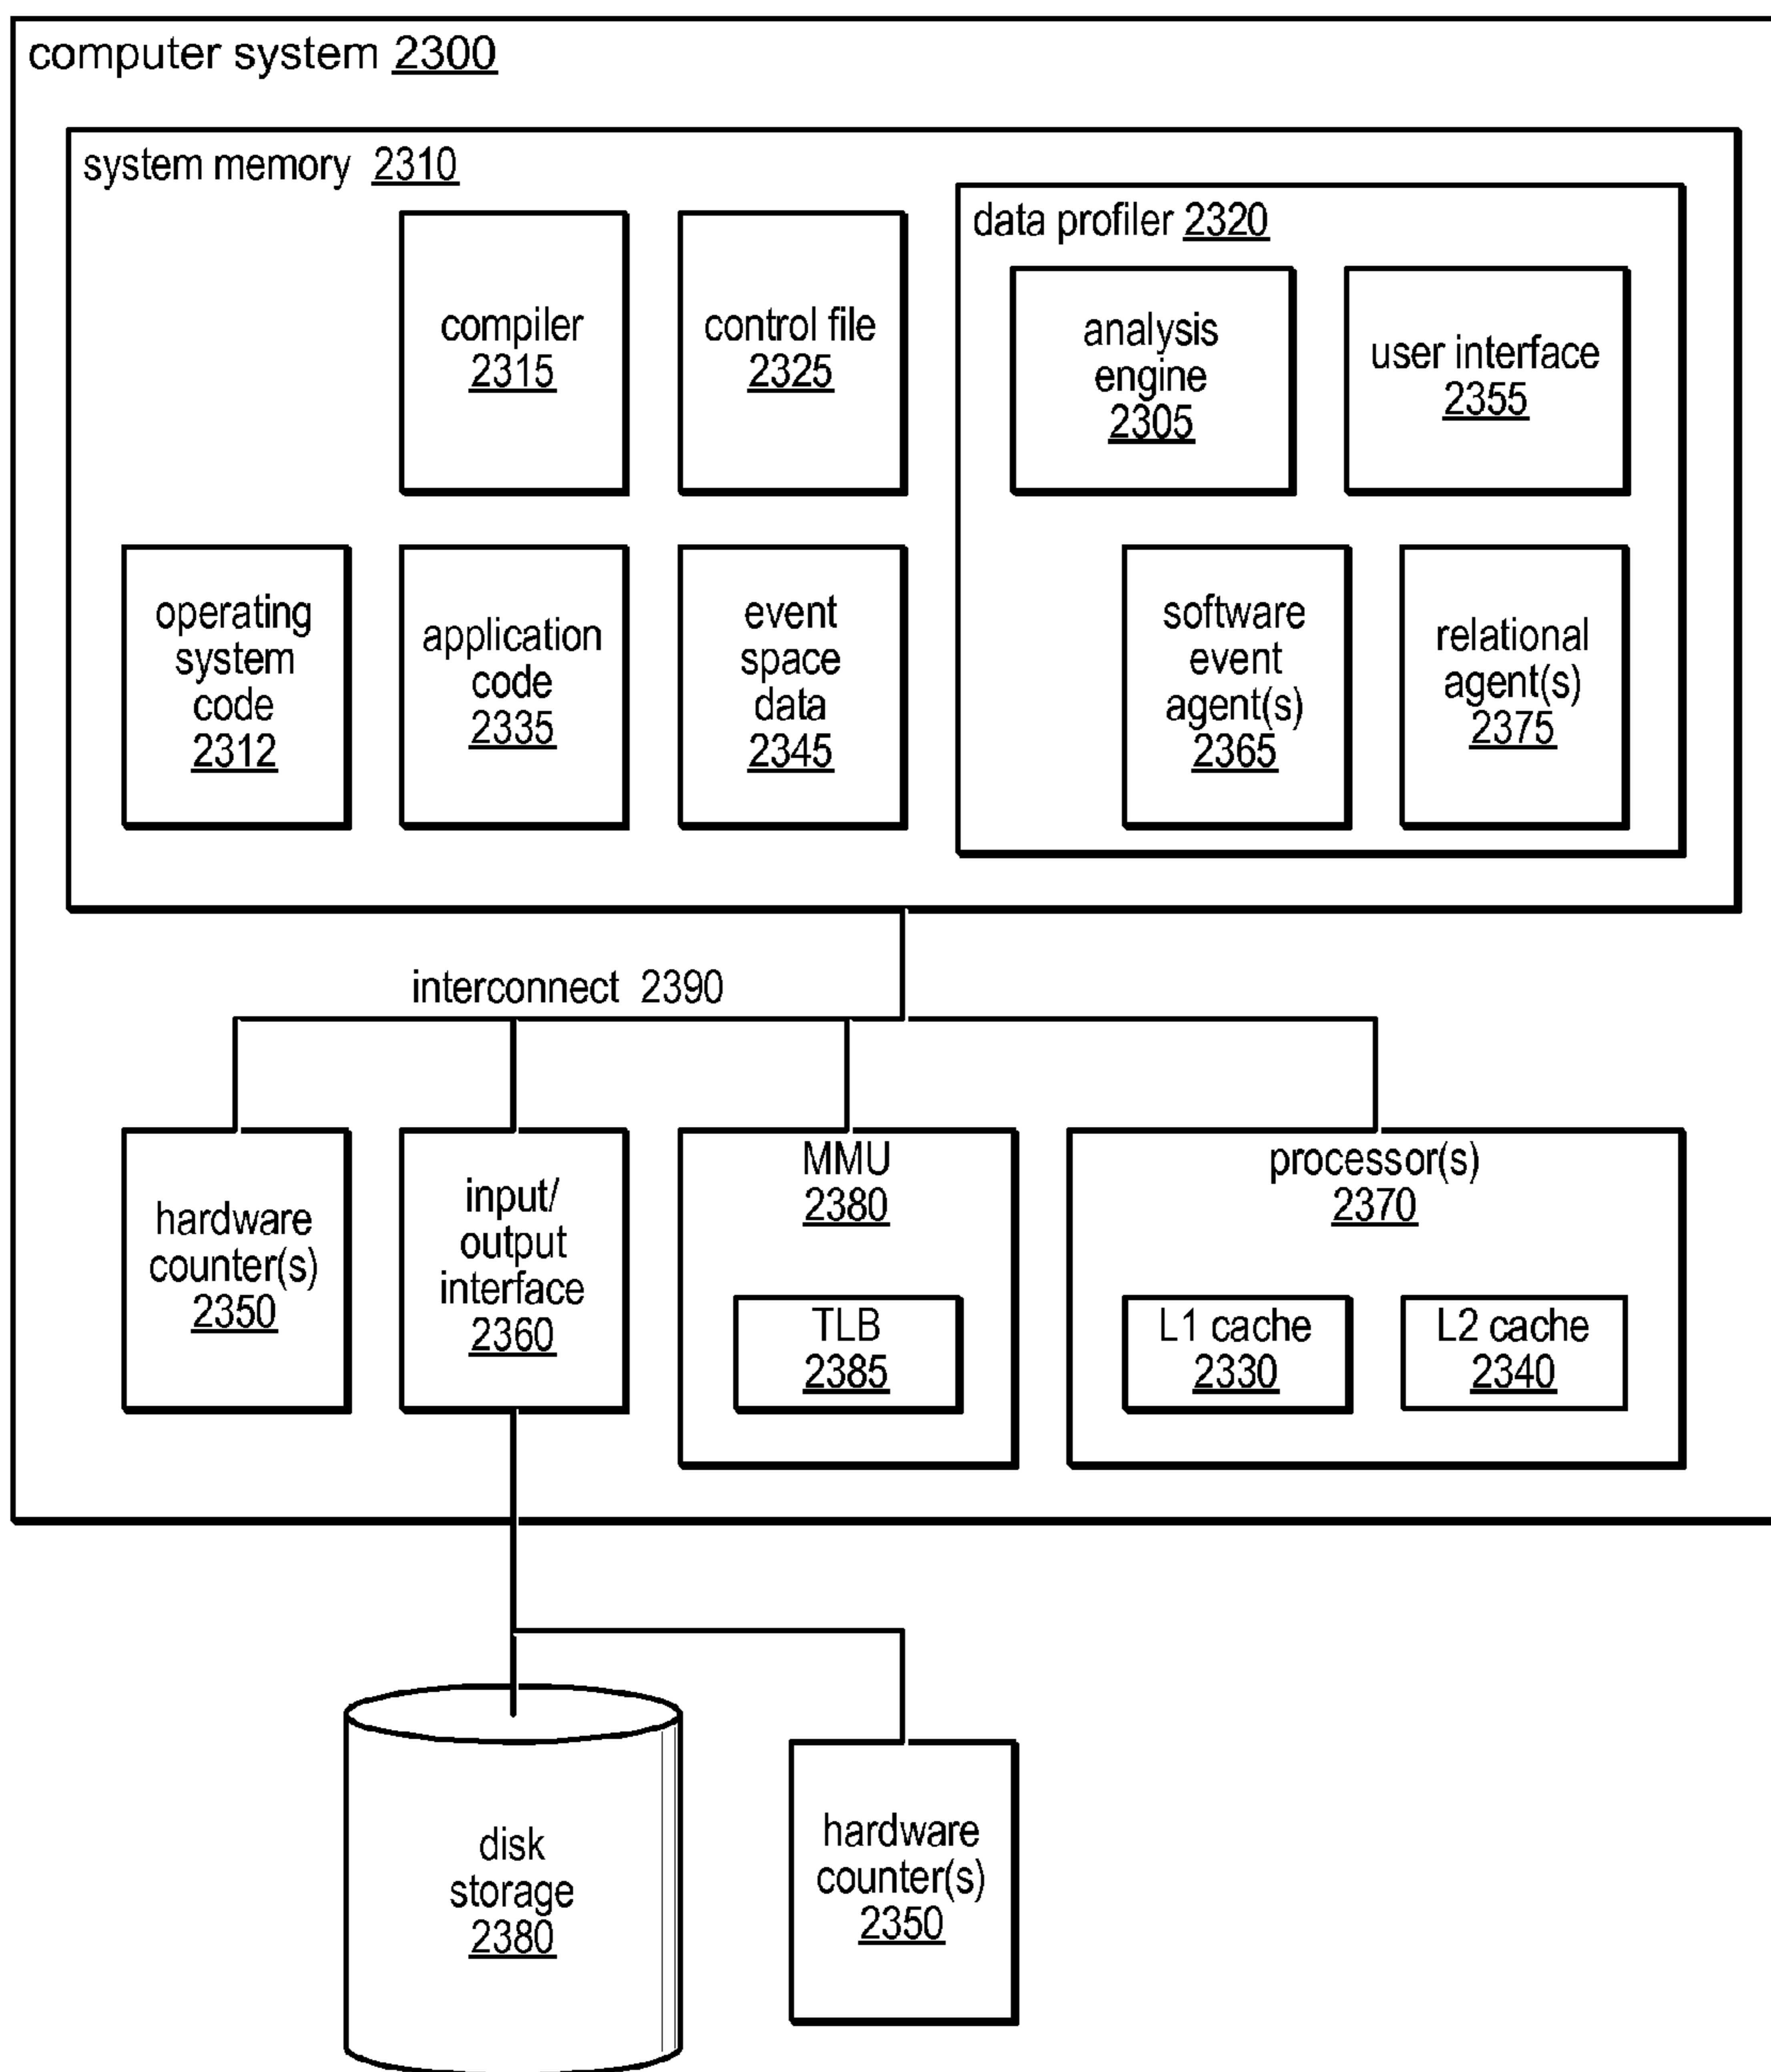 computer system 2300
system memory 2310
compiler
2315
control file
2325
data profiler 2320
analysis
engine
2305
user interface
2355
operating
system
code
2312
application
code
2335
event
space
data
2345
software
event
agent(s)
2365
relational
agent(s)
2375
interconnect 2390
hardware
counter(s)
2350
input/
output
interface
2360
MMU
2380
TLB
2385
processor(s)
2370
L1 cache
2330
L2 cache
2340
disk
storage
2380
hardware
counter(s)
2350